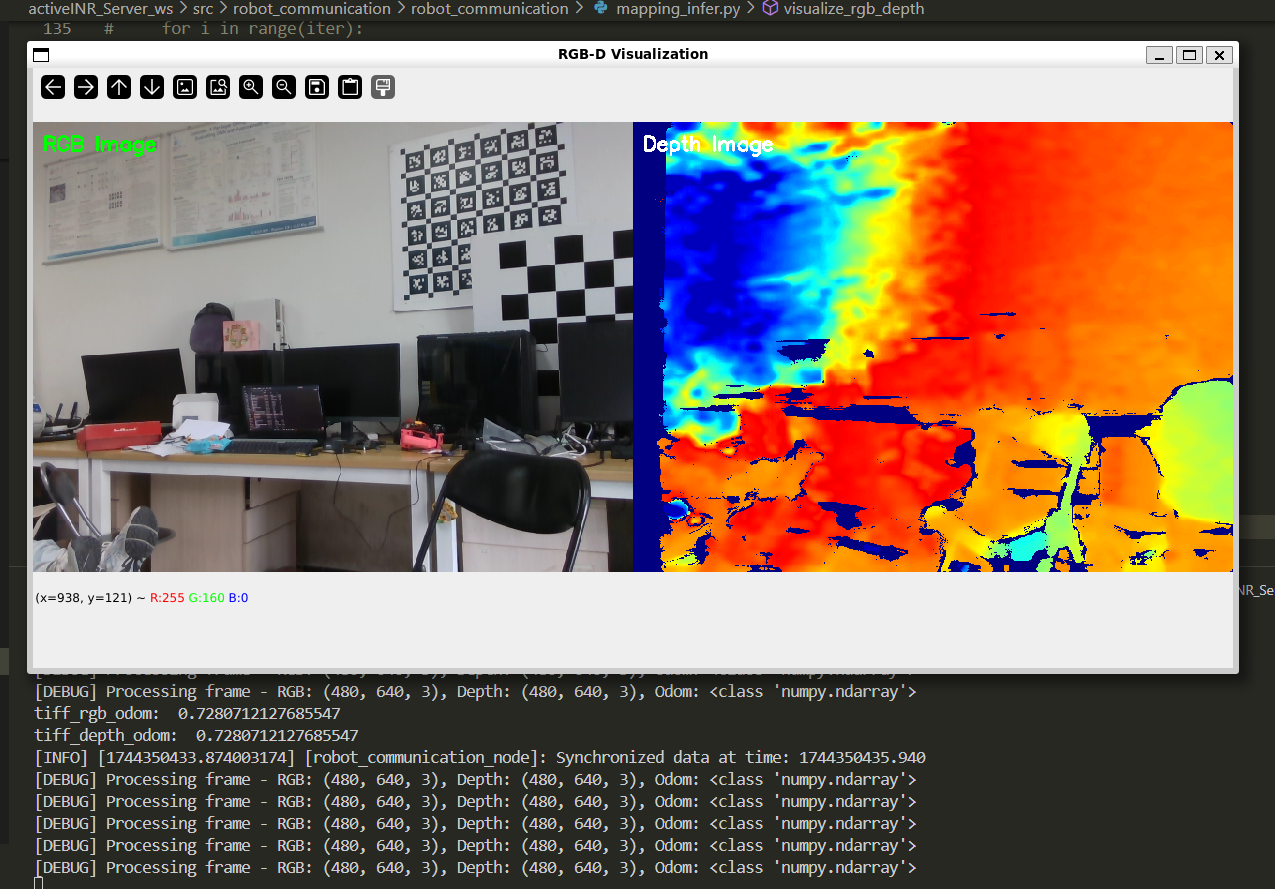 activeINR_Server_ws > src > robot_communication > robot_communication > mapping_infer.py > visualize_rgb_depth
135 # for i in range(iter):
RGB-D Visualization
RGB Image
Depth Image
(x=938, y=121) ~ R:255 G:160 B:0
NR_Se
[DEBUG] Processing frame - RGB: (480, 640, 3), Depth: (480, 640, 3), Odom: <class 'numpy.ndarray'>
tiff_rgb_odom:  0.7280712127685547
tiff_depth_odom:  0.7280712127685547
[INFO] [1744350433.874003174] [robot_communication_node]: Synchronized data at time: 1744350435.940
[DEBUG] Processing frame - RGB: (480, 640, 3), Depth: (480, 640, 3), Odom: <class 'numpy.ndarray'>
[DEBUG] Processing frame - RGB: (480, 640, 3), Depth: (480, 640, 3), Odom: <class 'numpy.ndarray'>
[DEBUG] Processing frame - RGB: (480, 640, 3), Depth: (480, 640, 3), Odom: <class 'numpy.ndarray'>
[DEBUG] Processing frame - RGB: (480, 640, 3), Depth: (480, 640, 3), Odom: <class 'numpy.ndarray'>
[DEBUG] Processing frame - RGB: (480, 640, 3), Depth: (480, 640, 3), Odom: <class 'numpy.ndarray'>